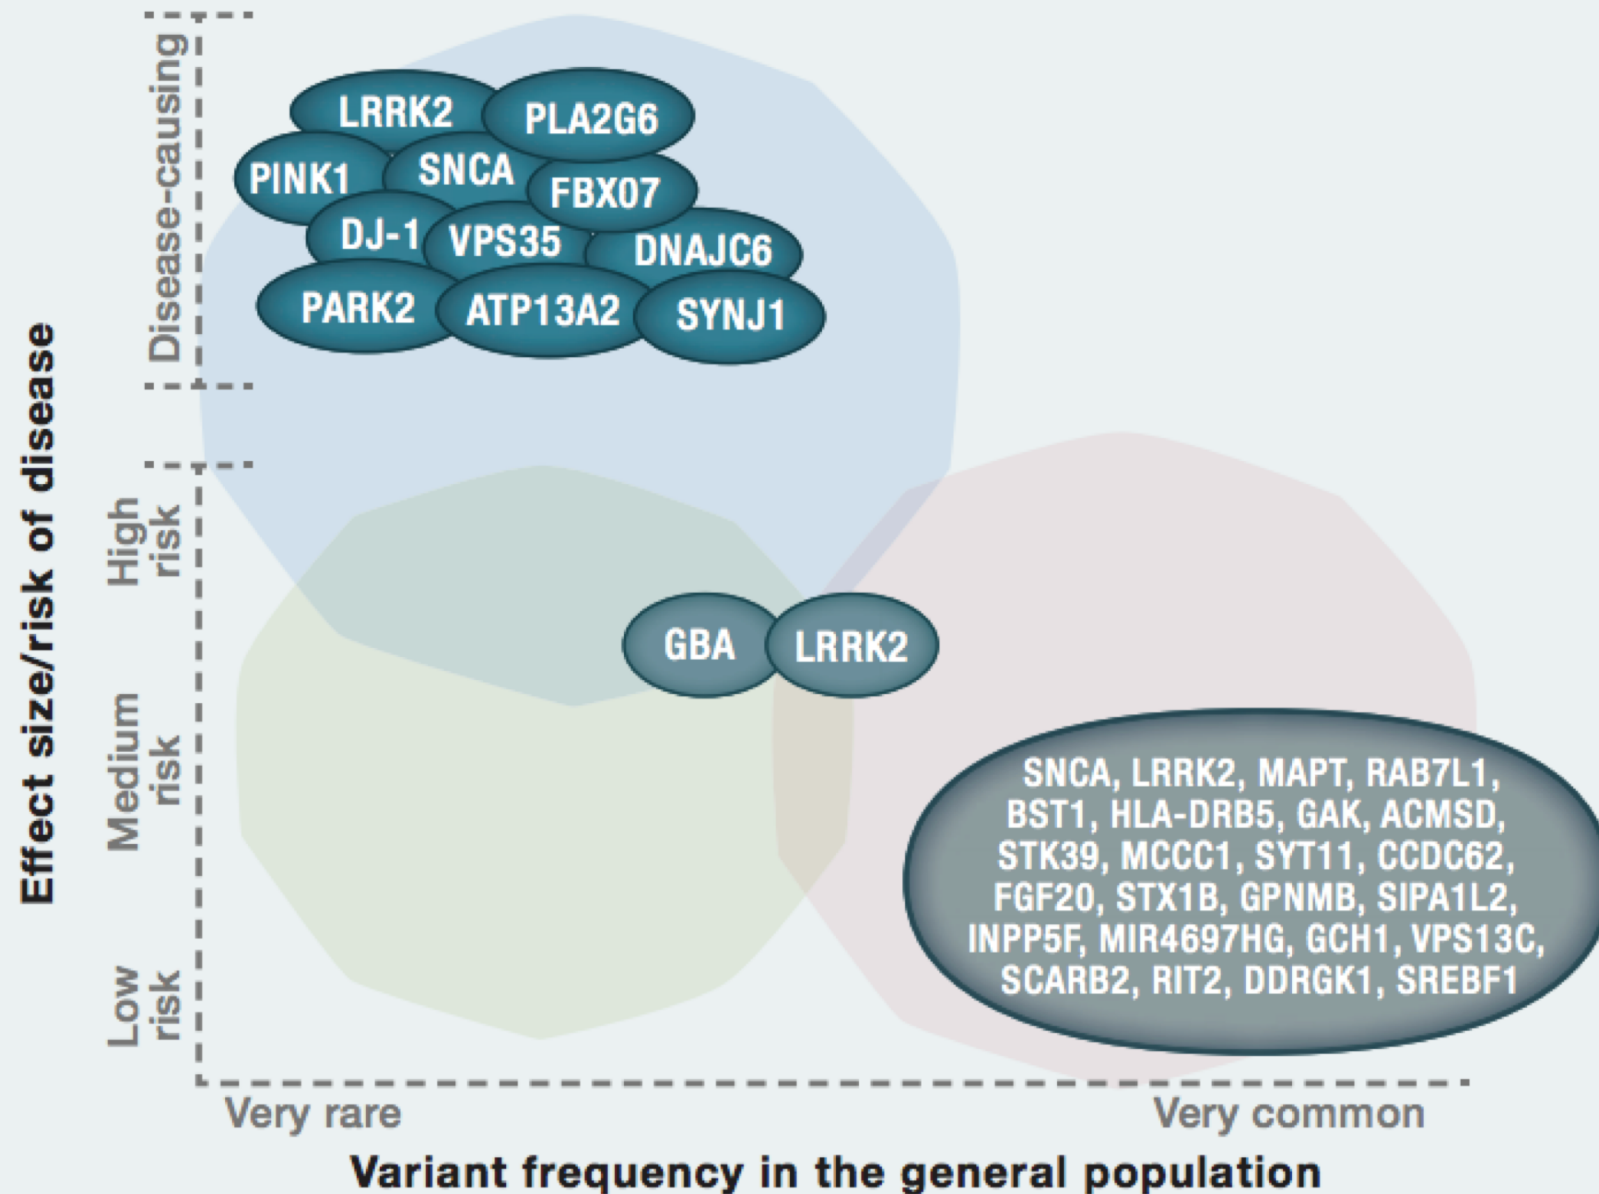 Effect size/risk of disease
Disease-causing
High
risk
Medium
risk
Low
risk
LRRK2
PLA2G6
PINK1
SNCA
FBX07
DJ-1
VPS35
DNAJC6
PARK2
ATP13A2
SYNJ1
GBA
LRRK2
SNCA, LRRK2, MAPT, RAB7L1,
BST1, HLA-DRB5, GAK, ACMSD,
STK39, MCCC1, SYT11, CCDC62,
FGF20, STX1B, GPNMB, SIPA1L2,
INPP5F, MIR4697HG, GCH1, VPS13C,
SCARB2, RIT2, DDRGK1, SREBF1
Very rare
Very common
Variant frequency in the general population